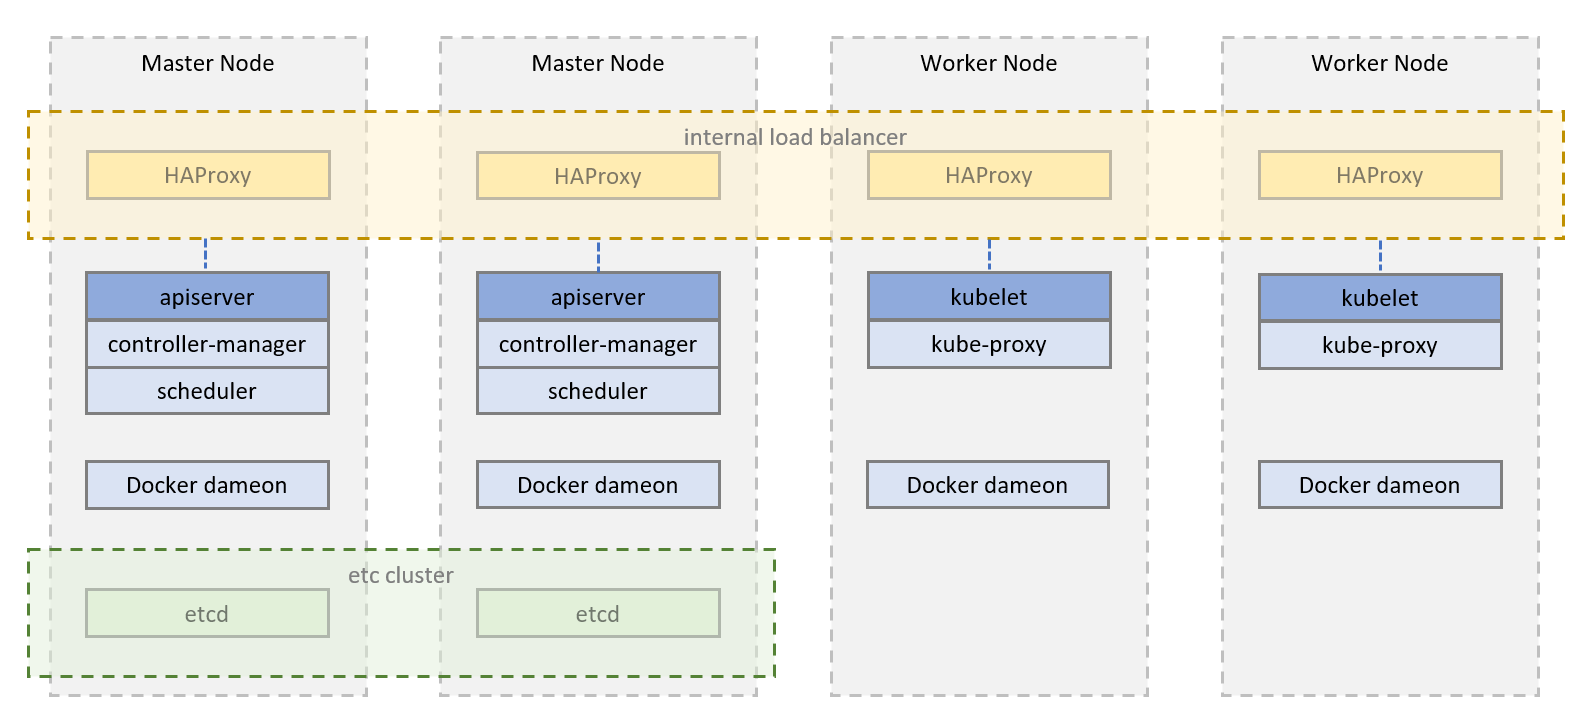 Master Node
Master Node
Worker Node
Worker Node
internal load balancer
HAProxy
HAProxy
HAProxy
HAProxy
apiserver
apiserver
kubelet
kubelet
controller-manager
controller-manager
kube-proxy
kube-proxy
scheduler
scheduler
Docker dameon
Docker dameon
Docker dameon
Docker dameon
etc cluster
etcd
etcd